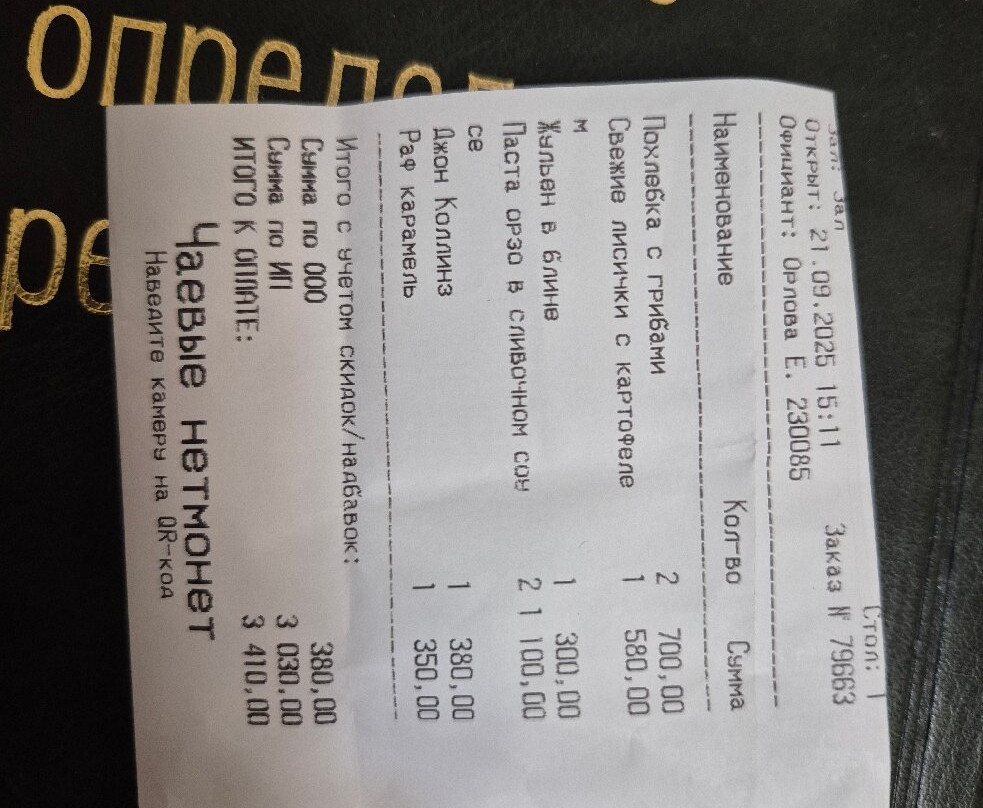 определ
ре
Зал: Зал Стол: 1
Открыт: 21.09.2025 15:11 Заказ № 79663
Официант: Орлова Е. 230085
Наименование Кол-во Сумма
Похлебка с грибами 2 700,00
Свежие лисички с картофеле 1 580,00
м
Жульен в блине 1 300,00
Паста орзо в сливочном соу 2 1 100,00
се
Джон Коллинз 1 380,00
Раф карамель 1 350,00
Итого с учетом скидок/надбавок:
Сумма по ООО 380,00
Сумма по ИП 3 030,00
ИТОГО К ОПЛАТЕ: 3 410,00
Чаевые нетмонет
Наведите камеру на QR-код